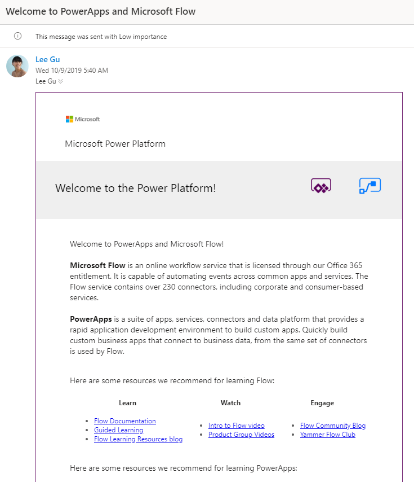 Welcome to PowerApps and Microsoft Flow
This message was sent with Low importance
Lee Gu
Wed 10/9/2019 5:40 AM
Lee Gu
Microsoft
Microsoft Power Platform
Welcome to the Power Platform!
Welcome to PowerApps and Microsoft Flow!
Microsoft Flow is an online workflow service that is licensed through our Office 365
entitlement. It is capable of automating events across common apps and services. The
Flow service contains over 230 connectors, including corporate and consumer-based
services.
PowerApps is a suite of apps, services, connectors and data platform that provides a
rapid application development environment to build custom apps. Quickly build
custom business apps that connect to business data, from the same set of connectors
is used by Flow.
Here are some resources we recommend for learning Flow:
Learn Watch Engage
• Flow Documentation
• Guided Learning
• Flow Learning Resources blog
• Intro to Flow video
• Product Group Videos
• Flow Community Blog
• Yammer Flow Club
Here are some resources we recommend for learning PowerApps: